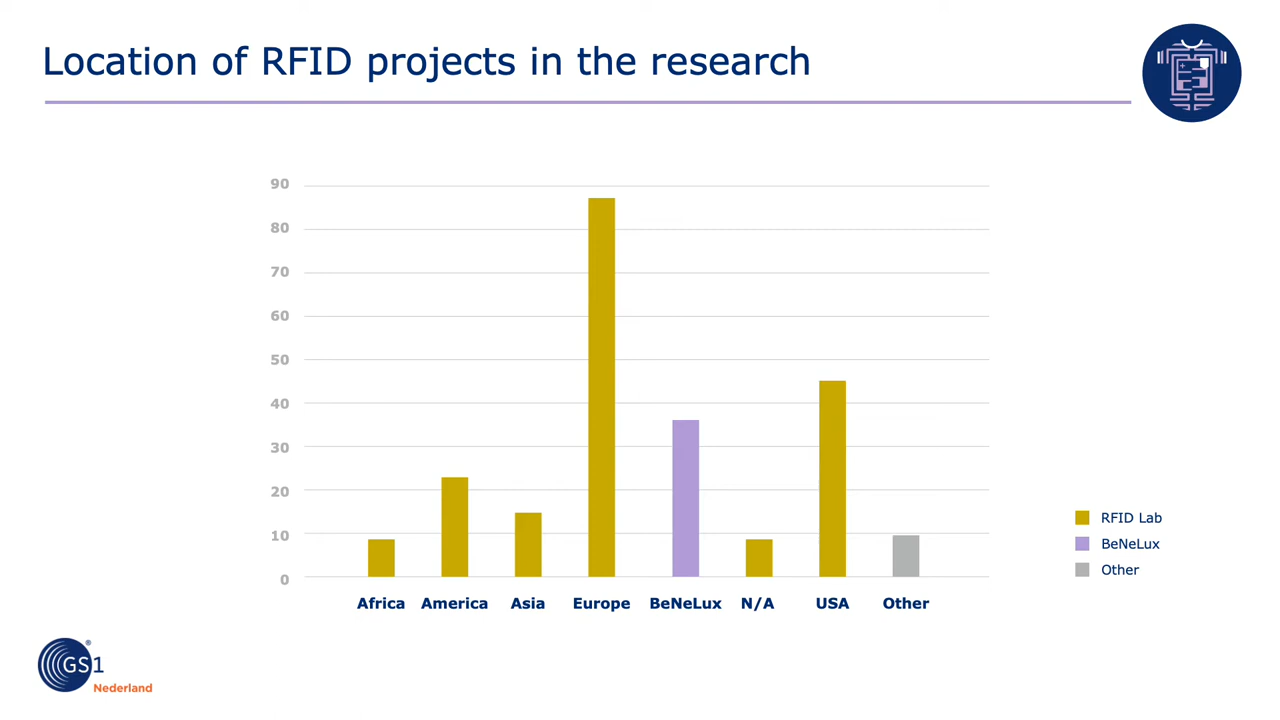 Location of RFID projects in the research
90
80
70
60
50
40
30
20
10
0
Africa America Asia Europe BeNeLux N/A USA Other
RFID Lab
BeNeLux
Other
GS1
®
Nederland